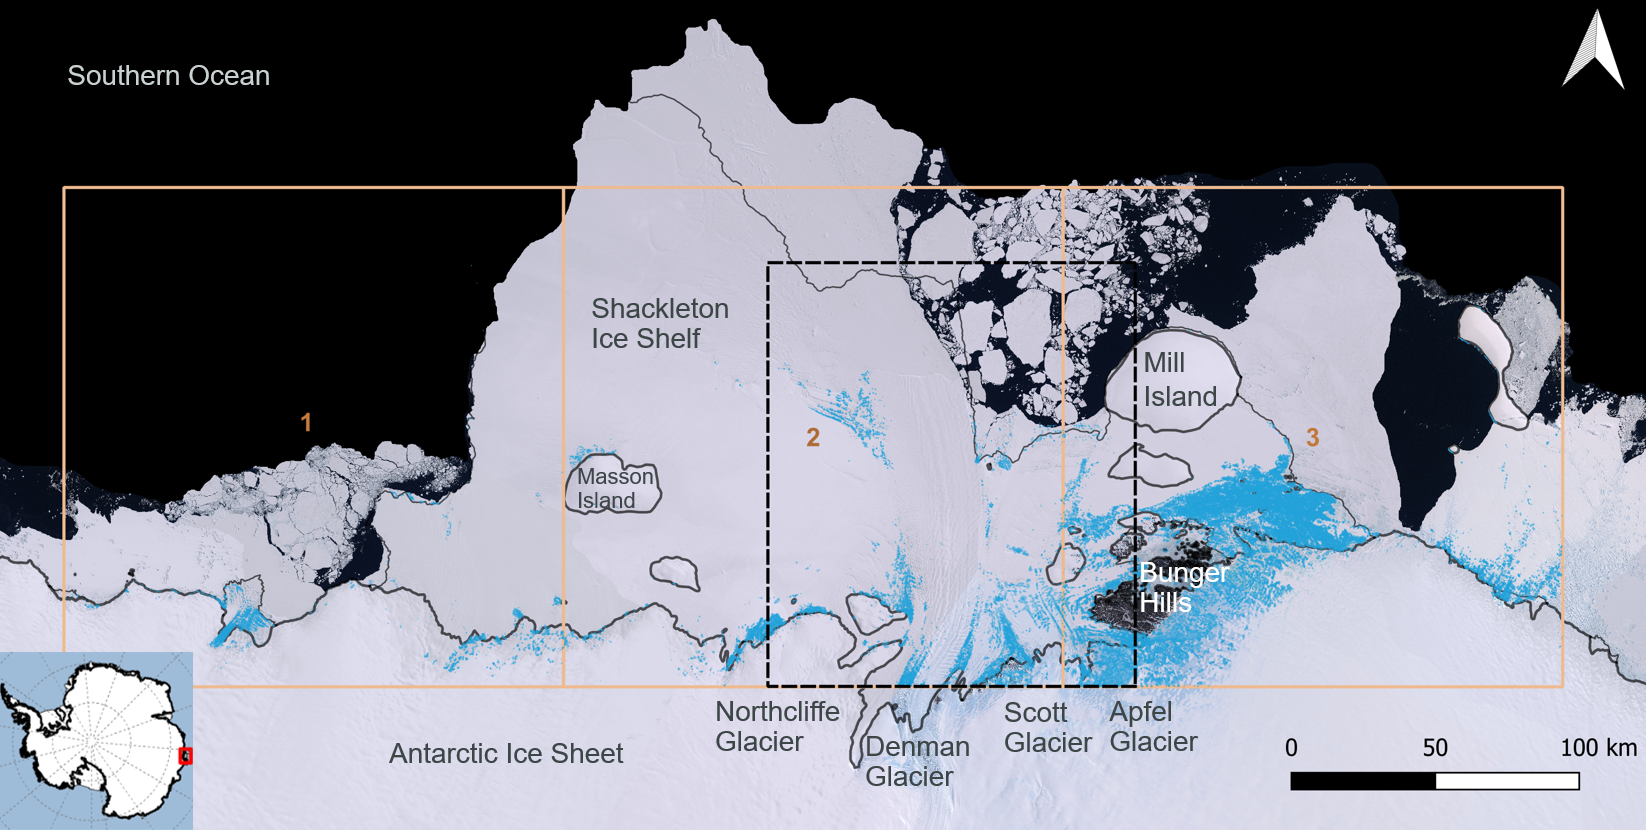 Southern Ocean
Shackleton
Ice Shelf
Mill
Island
1
2
3
Masson
Island
Bunger
Hills
Northcliffe
Glacier
Denman
Glacier
Scott
Glacier
Apfel
Glacier
Antarctic Ice Sheet
0 50 100 km